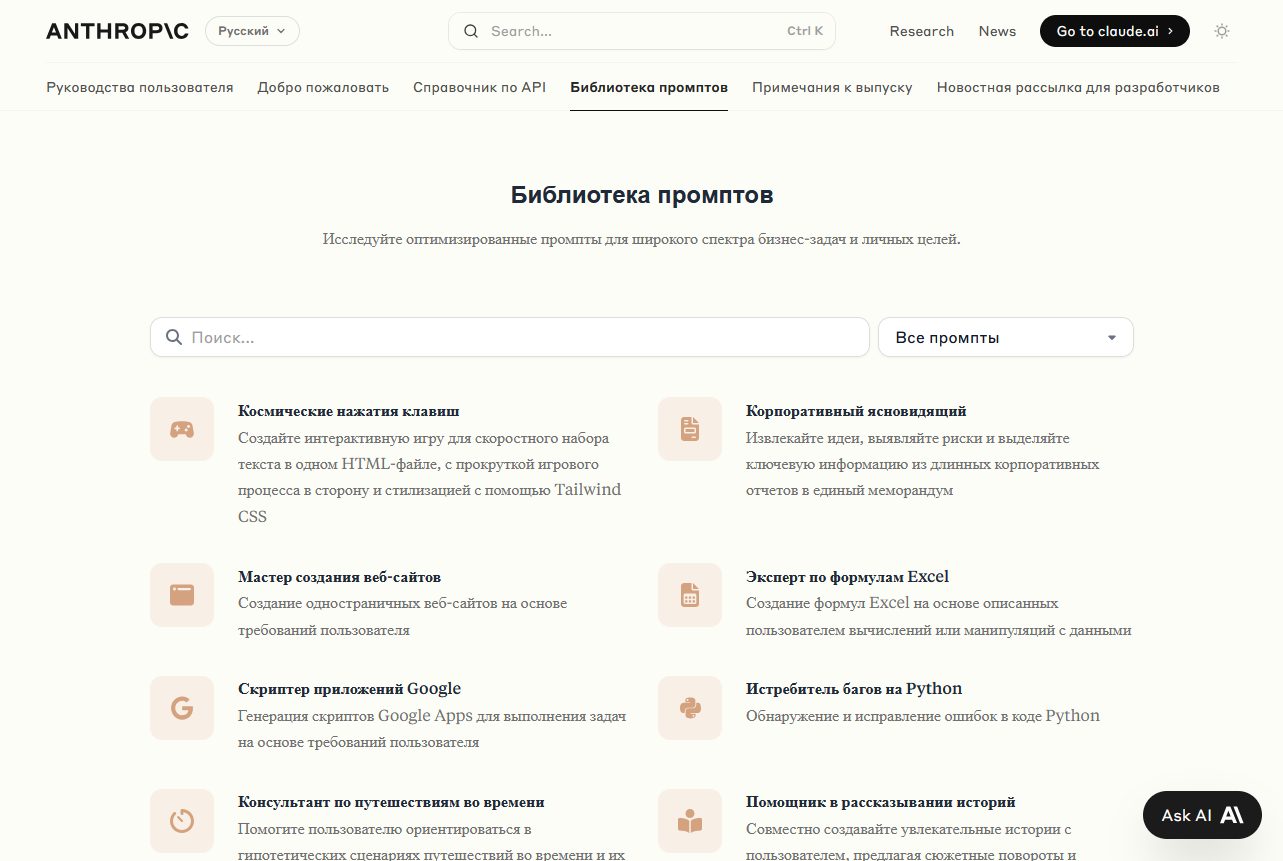 ANTHROP\C
Русский
Search...
Ctrl K
Research
News
Go to claude.ai
Руководства пользователя
Добро пожаловать
Справочник по API
Библиотека промптов
Примечания к выпуску
Новостная рассылка для разработчиков
Библиотека промптов
Исследуйте оптимизированные промпты для широкого спектра бизнес-задач и личных целей.
Поиск...
Все промпты
Космические нажатия клавиш
Создайте интерактивную игру для скоростного набора
текста в одном HTML-файле, с прокруткой игрового
процесса в сторону и стилизацией с помощью Tailwind
CSS
Корпоративный ясновидящий
Извлекайте идеи, выявляйте риски и выделяйте
ключевую информацию из длинных корпоративных
отчетов в единый меморандум
Мастер создания веб-сайтов
Создание одностраничных веб-сайтов на основе
требований пользователя
Эксперт по формулам Excel
Создание формул Excel на основе описанных
пользователем вычислений или манипуляций с данными
Скриптер приложений Google
Генерация скриптов Google Apps для выполнения задач
на основе требований пользователя
Истребитель багов на Python
Обнаружение и исправление ошибок в коде Python
Консультант по путешествиям во времени
Помогите пользователю ориентироваться в
гипотетических сценариях путешествий во времени и их
Помощник в рассказывании историй
Совместно создавайте увлекательные истории с
пользователем, предлагая сюжетные повороты и
Ask AI